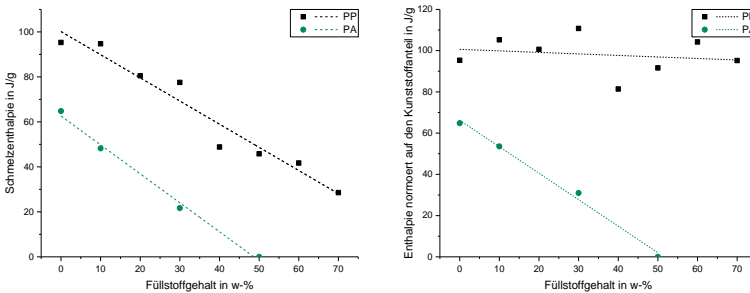 PP
PA
Schmelzenthalpie in J/g
100
80
60
40
20
0
0 10 20 30 40 50 60 70
Füllstoffgehalt in w-%
PP
PA
Enthalpie normoert auf den Kunststoffanteil in J/g
120
100
80
60
40
20
0
0 10 20 30 40 50 60 70
Füllstoffgehalt in w-%